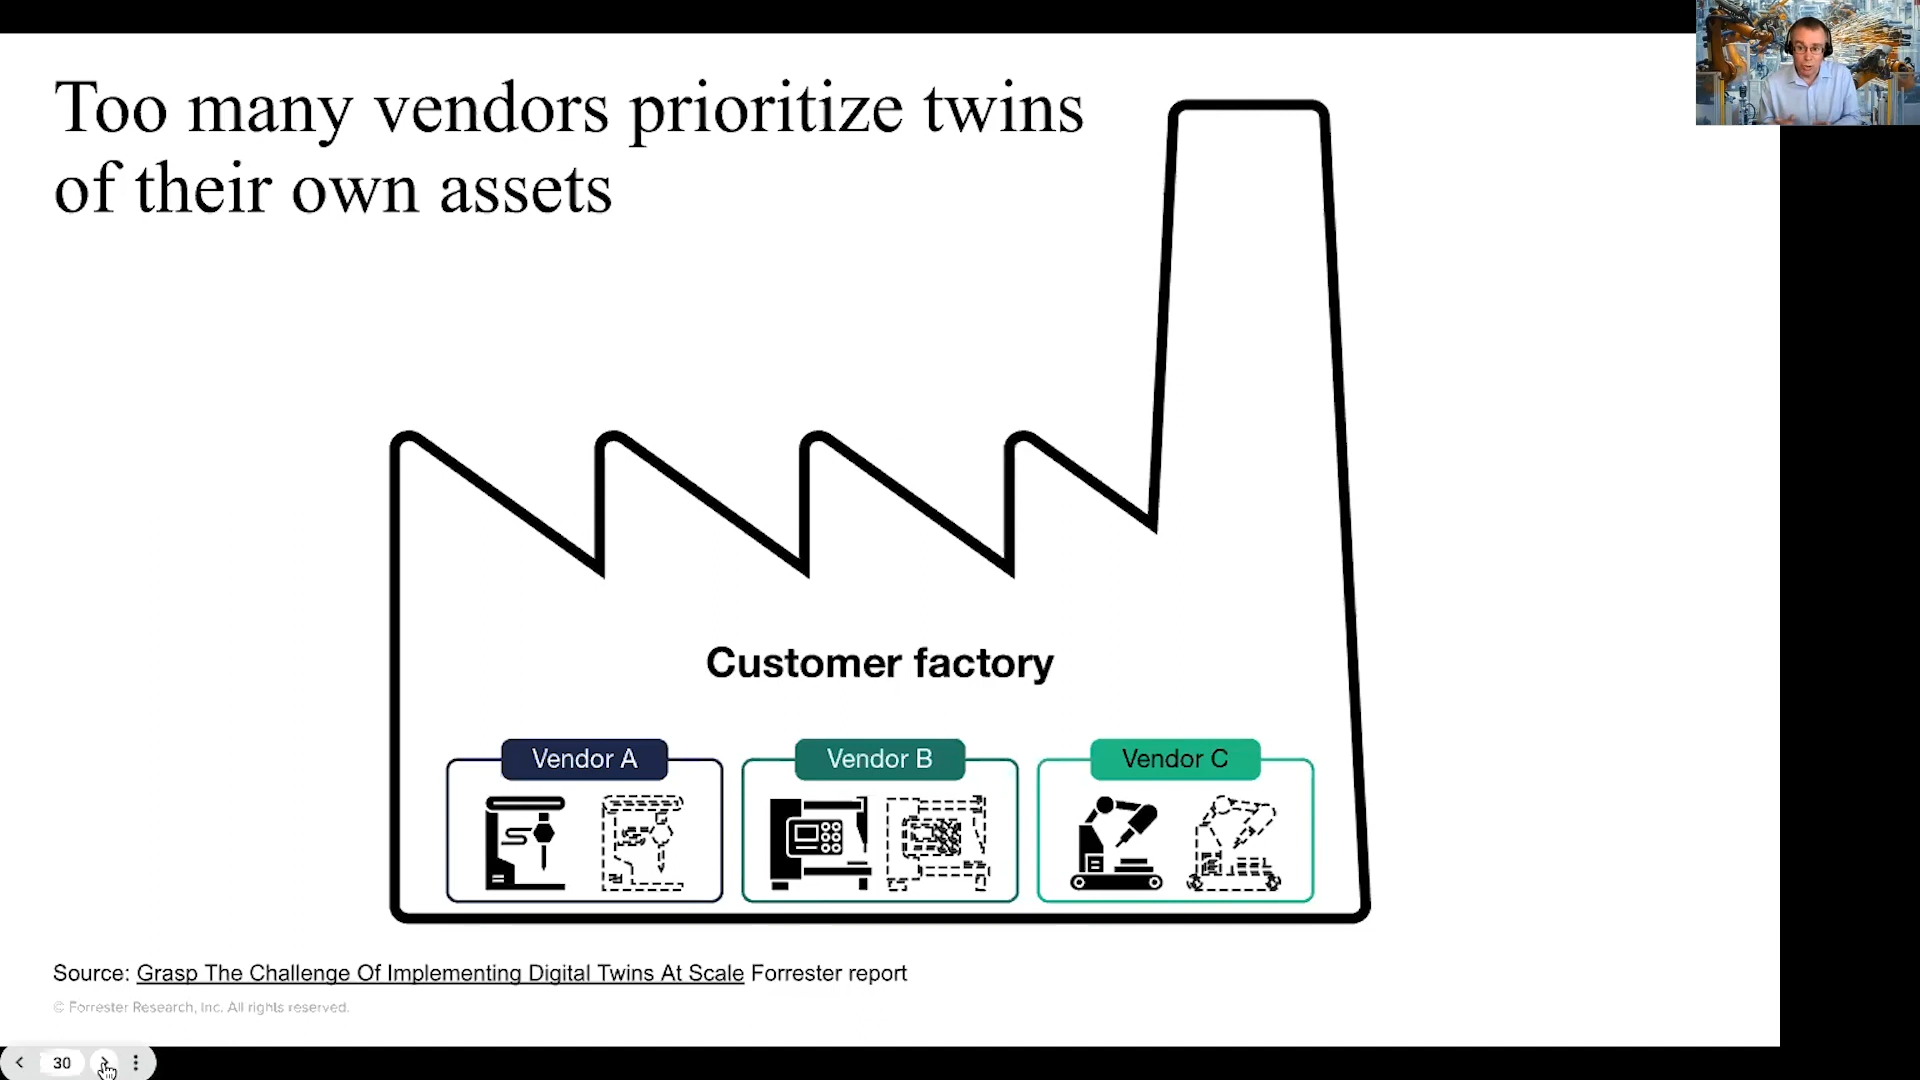 Too many vendors prioritize twins
of their own assets
Customer factory
Vendor A
Vendor B
Vendor C
Source: Grasp The Challenge Of Implementing Digital Twins At Scale Forrester report
© Forrester Research, Inc. All rights reserved.
30